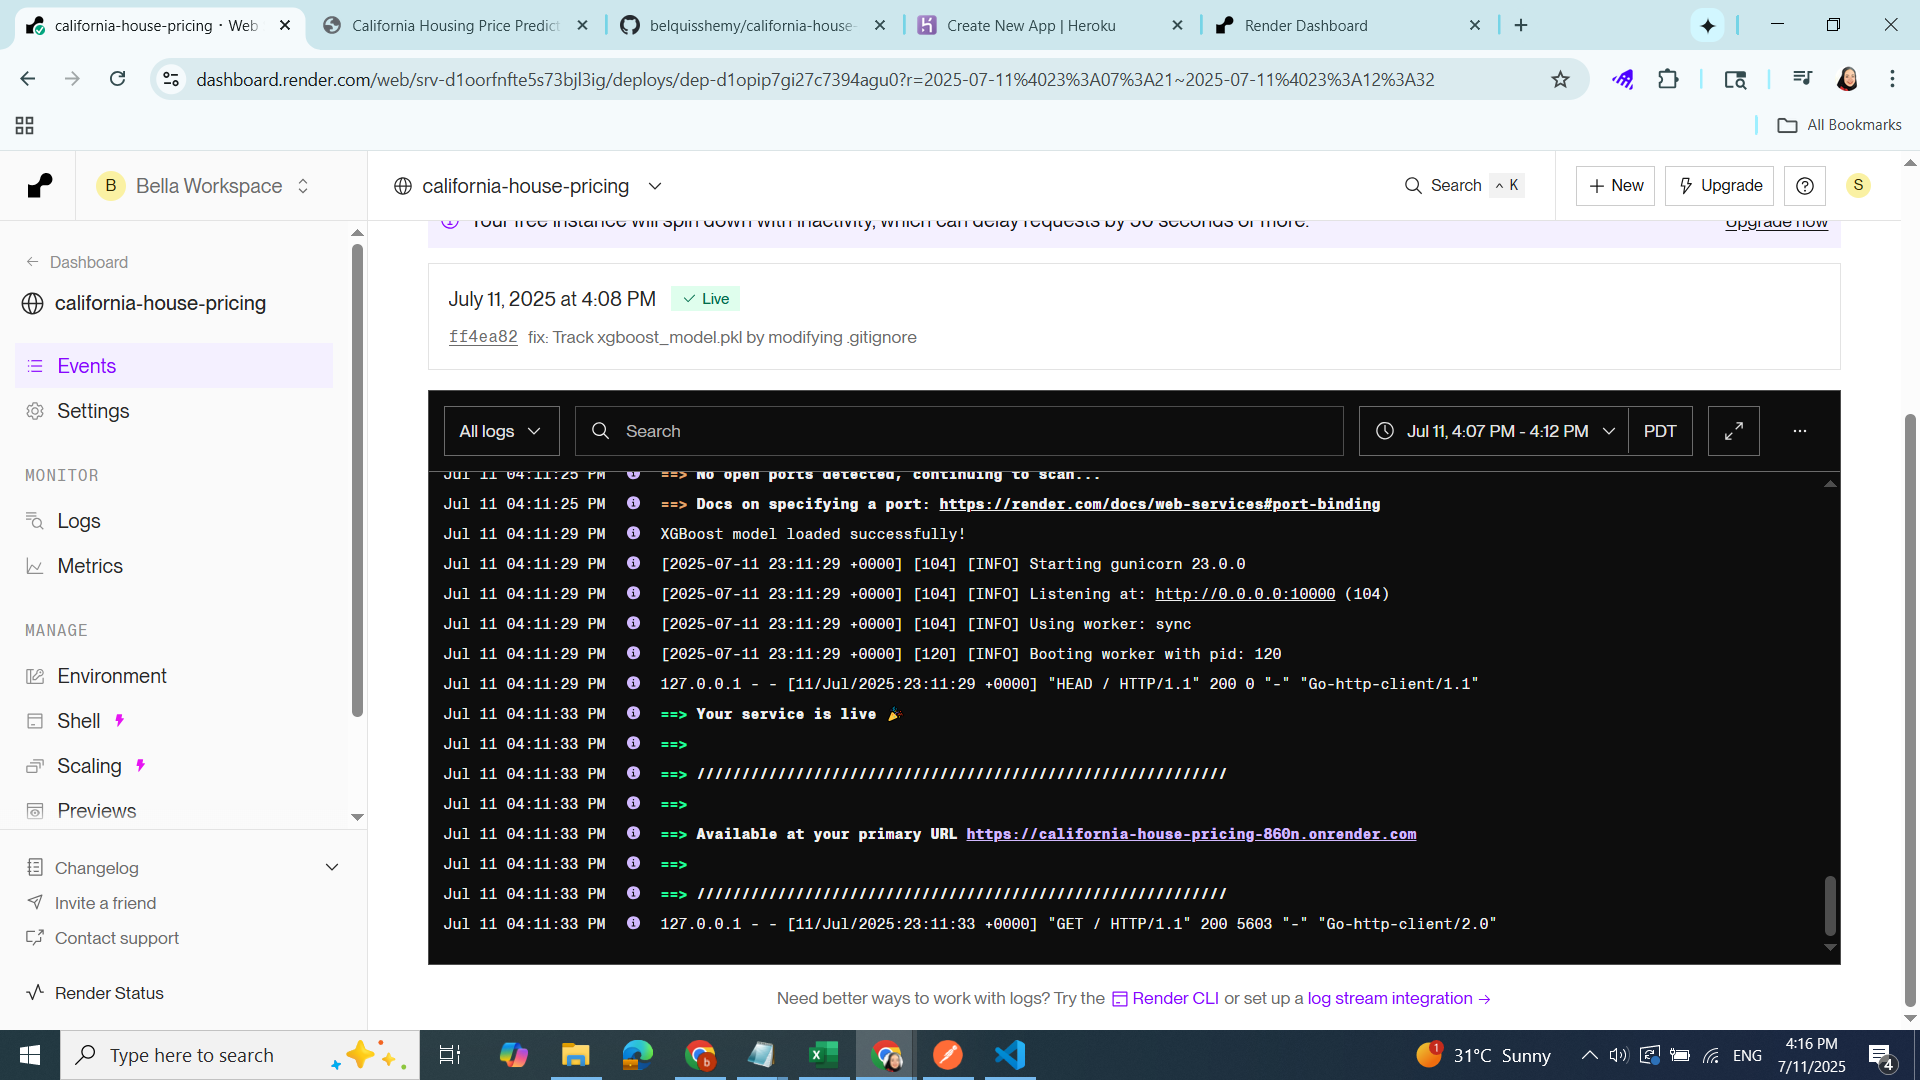 california-house-pricing · Web
California Housing Price Predict
belquisshemy/california-house-
Create New App | Heroku
Render Dashboard
dashboard.render.com/web/srv-d1oorfnfte5s73bjl3ig/deploys/dep-d1opip7gi27c7394agu0?r=2025-07-11%4023%3A07%3A21~2025-07-11%4023%3A12%3A32
All Bookmarks
B Bella Workspace
california-house-pricing
Search ^ K
+ New
Upgrade
S
Your free instance will spin down with inactivity, which can delay requests by 50 seconds or more.
Upgrade now
← Dashboard
california-house-pricing
Events
Settings
MONITOR
Logs
Metrics
MANAGE
Environment
Shell
Scaling
Previews
Changelog
Invite a friend
Contact support
Render Status
July 11, 2025 at 4:08 PM
Live
ff4ea82 fix: Track xgboost_model.pkl by modifying .gitignore
All logs
Search
Jul 11, 4:07 PM - 4:12 PM
PDT
Jul 11 04:11:25 PM ==> No open ports detected, continuing to scan...
Jul 11 04:11:25 PM ==> Docs on specifying a port: https://render.com/docs/web-services#port-binding
Jul 11 04:11:29 PM XGBoost model loaded successfully!
Jul 11 04:11:29 PM [2025-07-11 23:11:29 +0000] [104] [INFO] Starting gunicorn 23.0.0
Jul 11 04:11:29 PM [2025-07-11 23:11:29 +0000] [104] [INFO] Listening at: http://0.0.0.0:10000 (104)
Jul 11 04:11:29 PM [2025-07-11 23:11:29 +0000] [104] [INFO] Using worker: sync
Jul 11 04:11:29 PM [2025-07-11 23:11:29 +0000] [120] [INFO] Booting worker with pid: 120
Jul 11 04:11:29 PM 127.0.0.1 - - [11/Jul/2025:23:11:29 +0000] "HEAD / HTTP/1.1" 200 0 "-" "Go-http-client/1.1"
Jul 11 04:11:33 PM ==> Your service is live 🎉
Jul 11 04:11:33 PM ==>
Jul 11 04:11:33 PM ==> ///////////////////////////////////////////////////////////
Jul 11 04:11:33 PM ==>
Jul 11 04:11:33 PM ==> Available at your primary URL https://california-house-pricing-860n.onrender.com
Jul 11 04:11:33 PM ==>
Jul 11 04:11:33 PM ==> ///////////////////////////////////////////////////////////
Jul 11 04:11:33 PM 127.0.0.1 - - [11/Jul/2025:23:11:33 +0000] "GET / HTTP/1.1" 200 5603 "-" "Go-http-client/2.0"
Need better ways to work with logs? Try the Render CLI or set up a log stream integration →
Type here to search
1
31°C Sunny
ENG
4:16 PM
7/11/2025
4